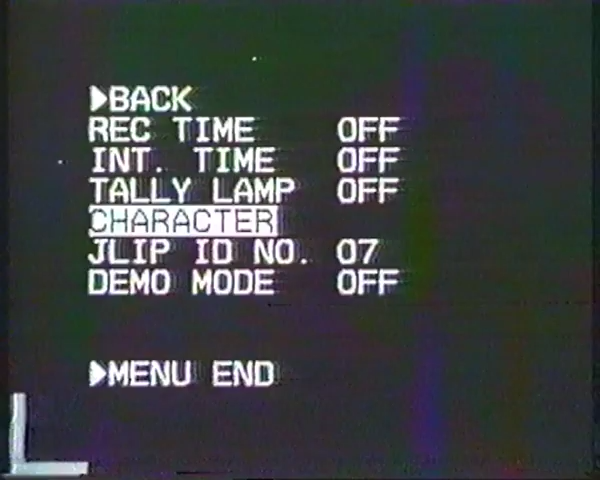 ▶BACK
REC TIME OFF
INT. TIME OFF
TALLY LAMP OFF
CHARACTER
JLIP ID NO. 07
DEMO MODE OFF
▶MENU END